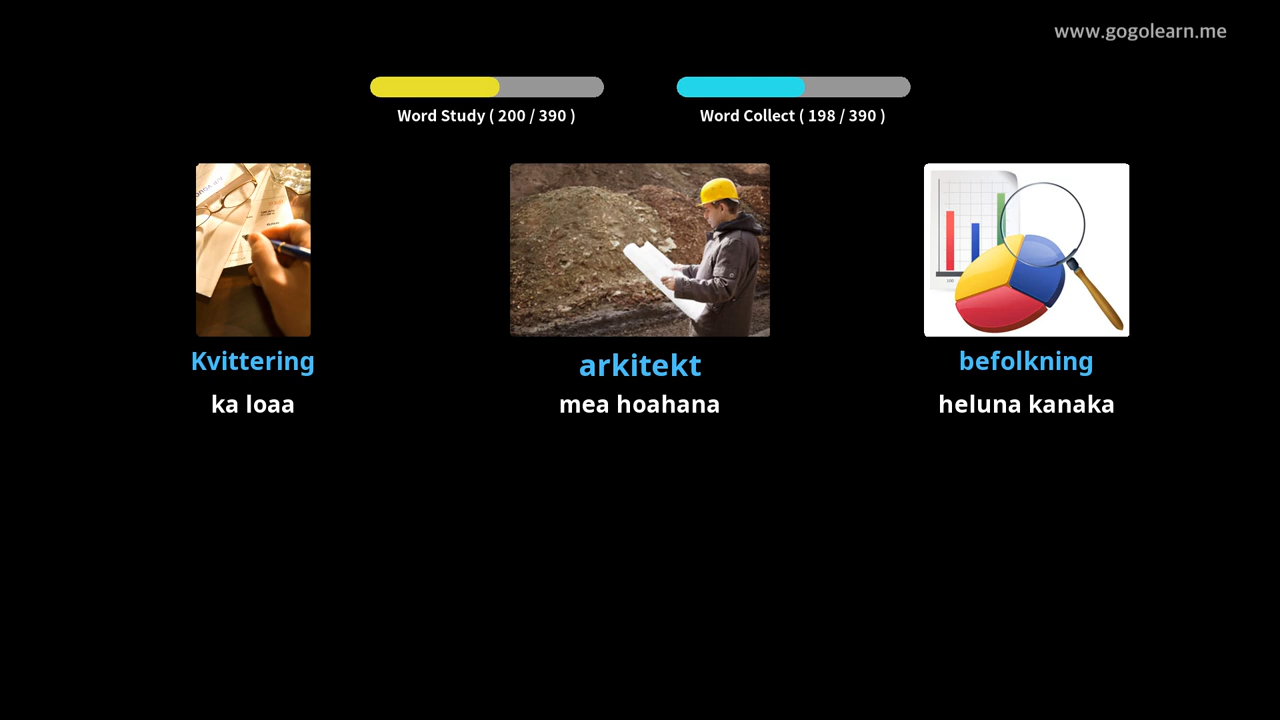 www.gogolearn.me
Word Study ( 200 / 390 )
Word Collect ( 198 / 390 )
Kvittering
arkitekt
befolkning
ka loaa
mea hoahana
heluna kanaka